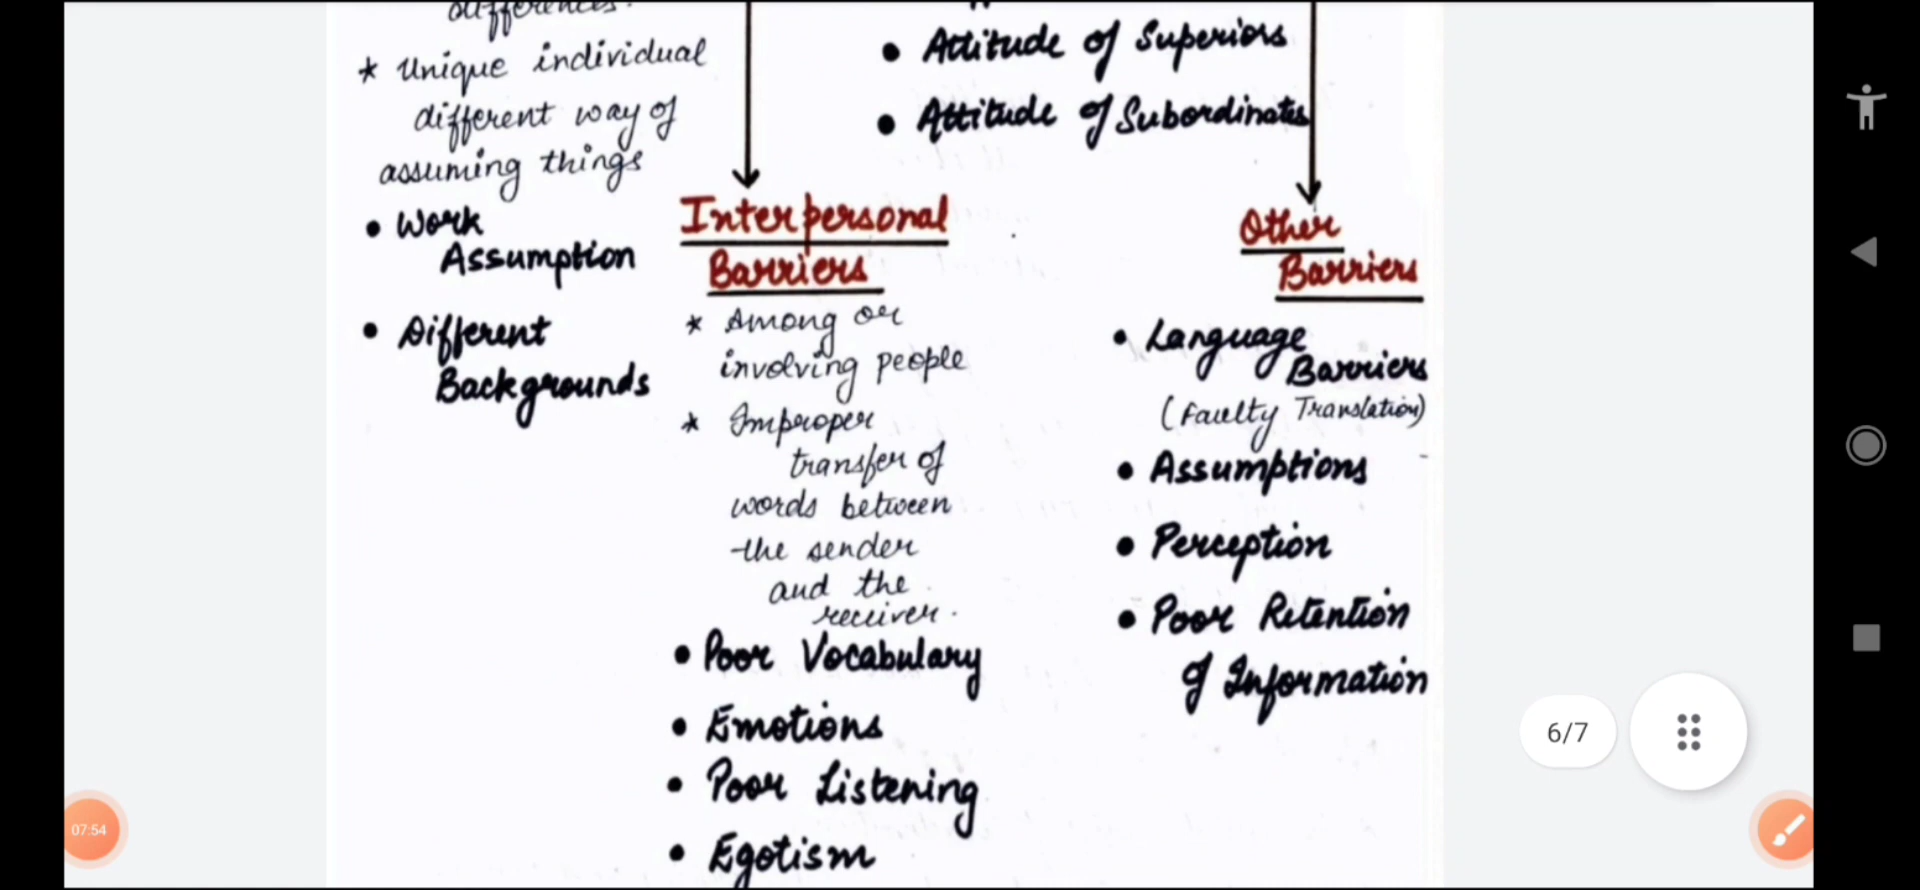 differences.
* Unique individual
different way of
assuming things
• Work
Assumption
• Different
Backgrounds
• Attitude of Superiors
• Attitude of Subordinates
Interpersonal
Barriers
* Among or
involving people
* Improper
transfer of
words between
the sender
and the
reciver.
• Poor Vocabulary
• Emotions
• Poor Listening
• Egotism
Other
Barriers
• Language
Barriers
(Faulty Translation)
• Assumptions
• Perception
• Poor Retention
of Information
6/7
07:54